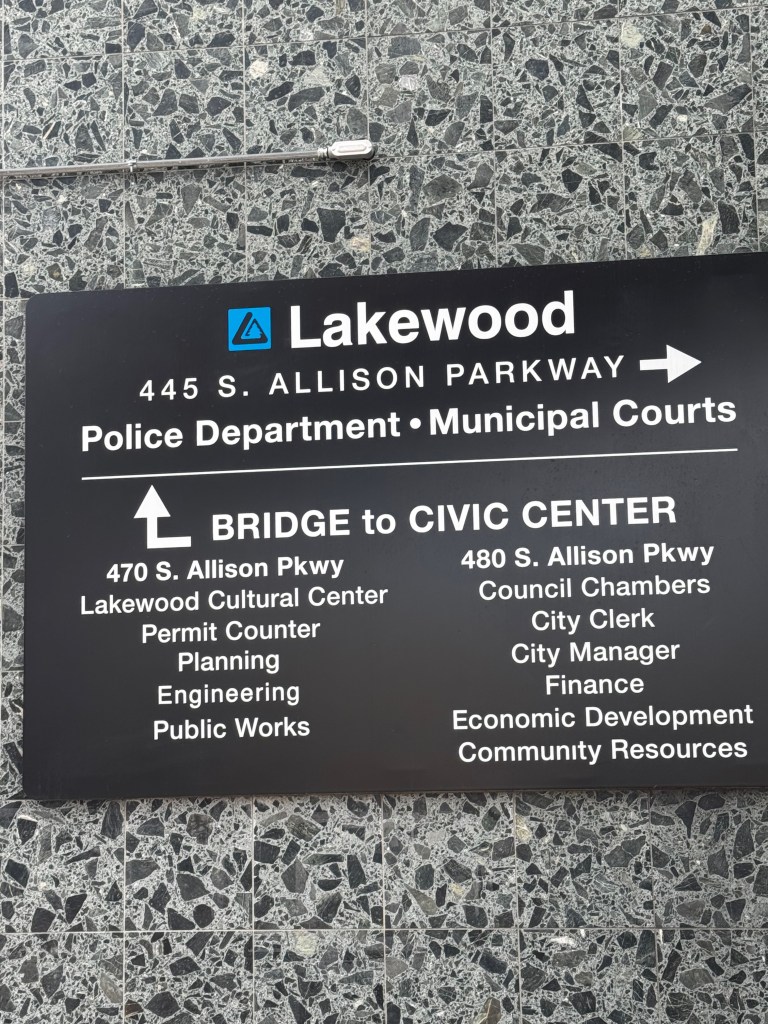 Lakewood
445 S. ALLISON PARKWAY
Police Department • Municipal Courts
BRIDGE to CIVIC CENTER
470 S. Allison Pkwy
Lakewood Cultural Center
Permit Counter
Planning
Engineering
Public Works
480 S. Allison Pkwy
Council Chambers
City Clerk
City Manager
Finance
Economic Development
Community Resources